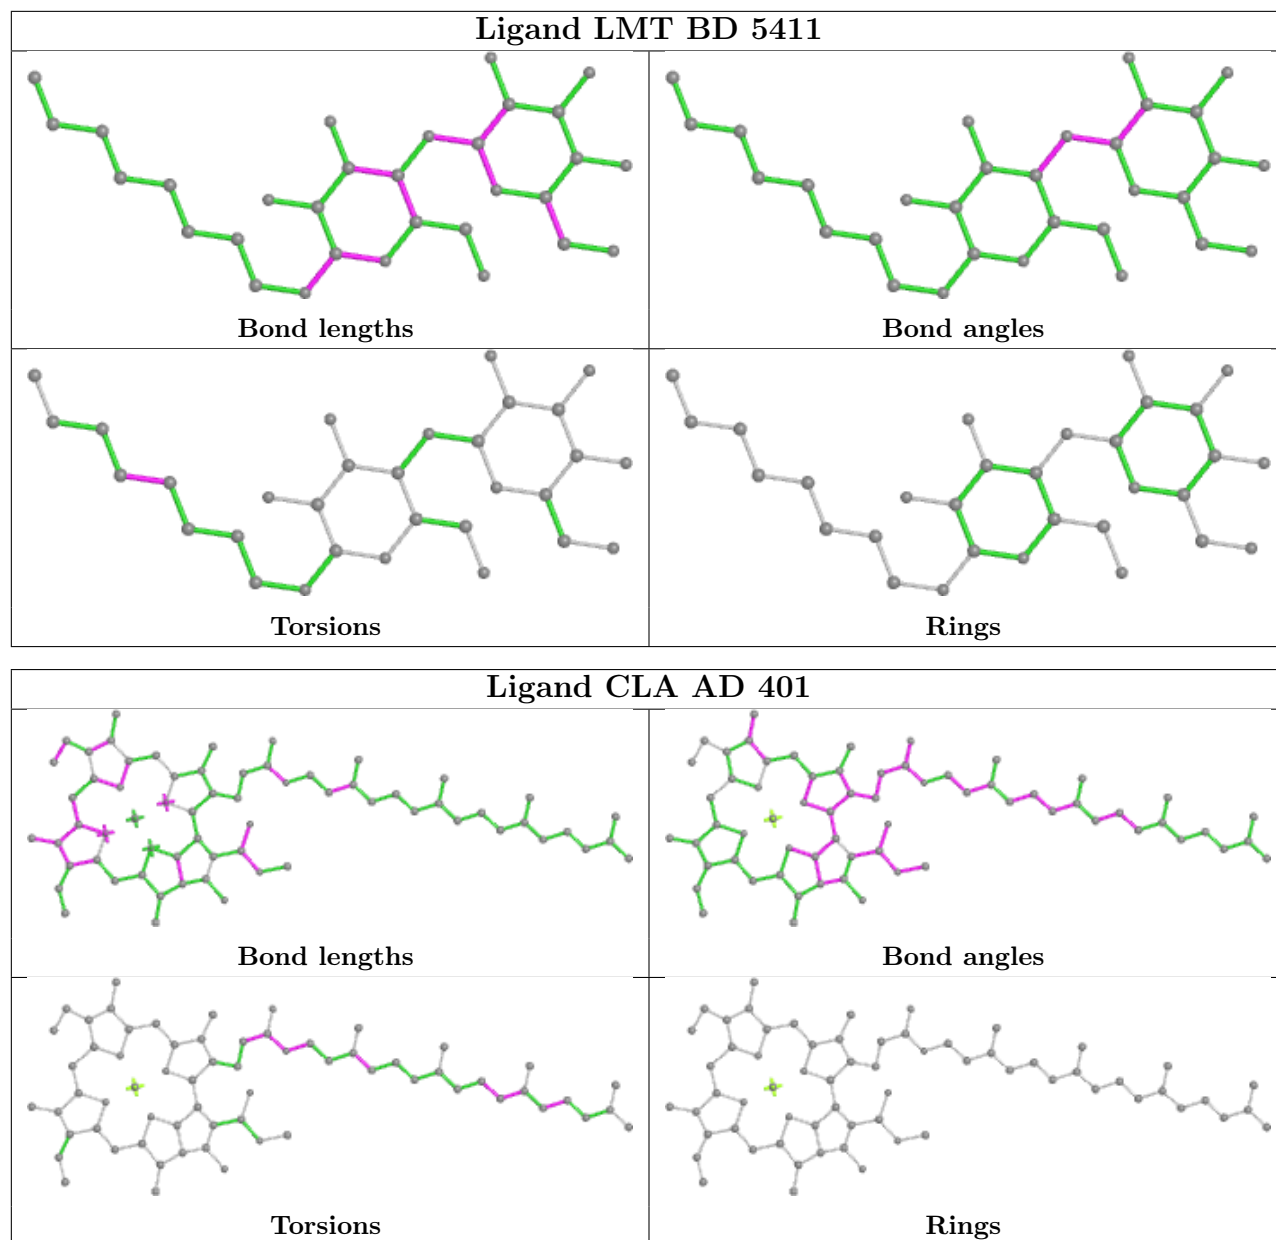 Ligand LMT BD 5411
Bond lengths
Bond angles
Torsions
Rings
Ligand CLA AD 401
Bond lengths
Bond angles
Torsions
Rings